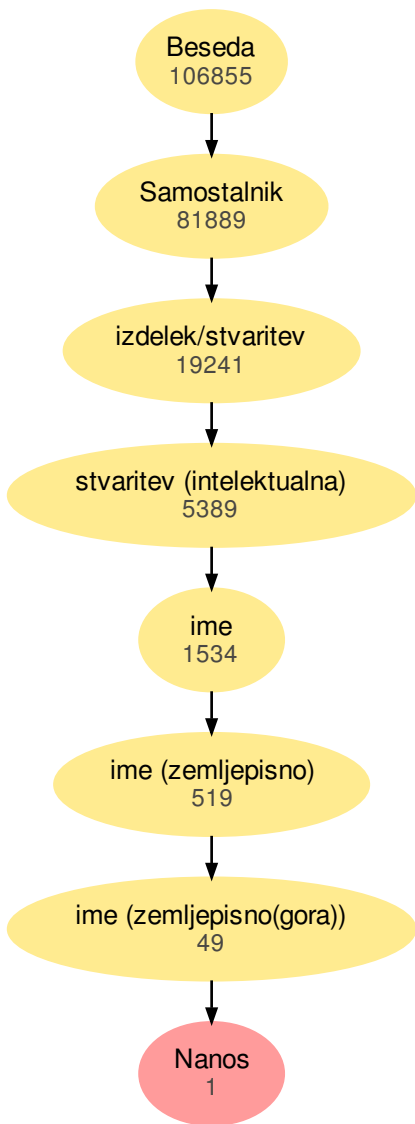 Beseda
106855
Samostalnik
81889
izdelek/stvaritev
19241
stvaritev (intelektualna)
5389
ime
1534
ime (zemljepisno)
519
ime (zemljepisno(gora))
49
Nanos
1